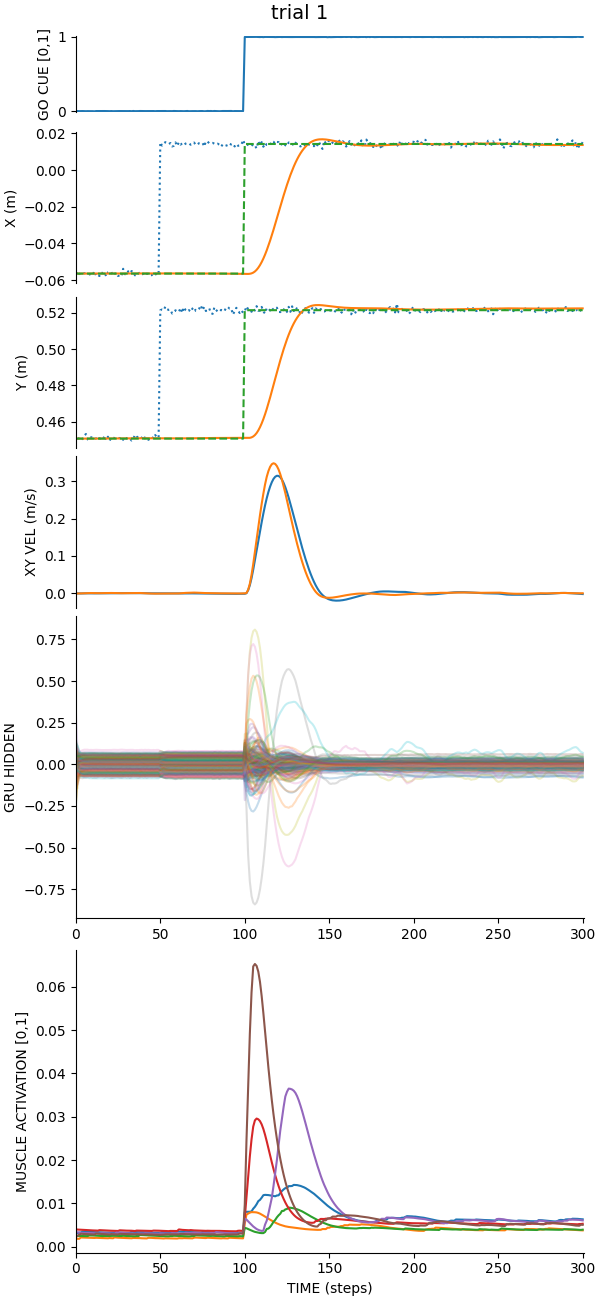 trial 1
GO CUE [0,1]
1
0
X (m)
0.02
0.00
−0.02
−0.04
−0.06
Y (m)
0.52
0.50
0.48
0.46
XY VEL (m/s)
0.3
0.2
0.1
0.0
GRU HIDDEN
0.75
0.50
0.25
0.00
−0.25
−0.50
−0.75
0 50 100 150 200 250 300
MUSCLE ACTIVATION [0,1]
0.06
0.05
0.04
0.03
0.02
0.01
0.00
0 50 100 150 200 250 300
TIME (steps)